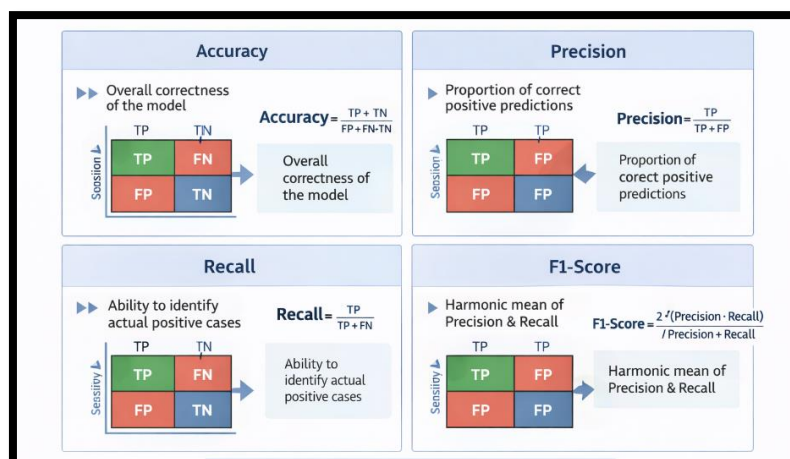 Accuracy
Overall correctness
of the model
Accuracy = TP + TN / FP + FN-TN
TP TN
TP FN
FP TN
Overall
correctness of
the model
Precision
Proportion of correct
positive predictions
Precision = TP / TP + FP
TP TP
TP FP
FP FP
Proportion of
corect positive
predictions
Recall
Ability to identify
actual positive cases
Recall = TP / TP + FN
TP TN
TP FN
FP TN
Ability to
identify actual
positive cases
F1-Score
Harmonic mean of
Precision & Recall
F1-Score = 2 · (Precision · Recall) / Precision + Recall
TP TP
TP FP
FP FP
Harmonic mean of
Precision & Recall